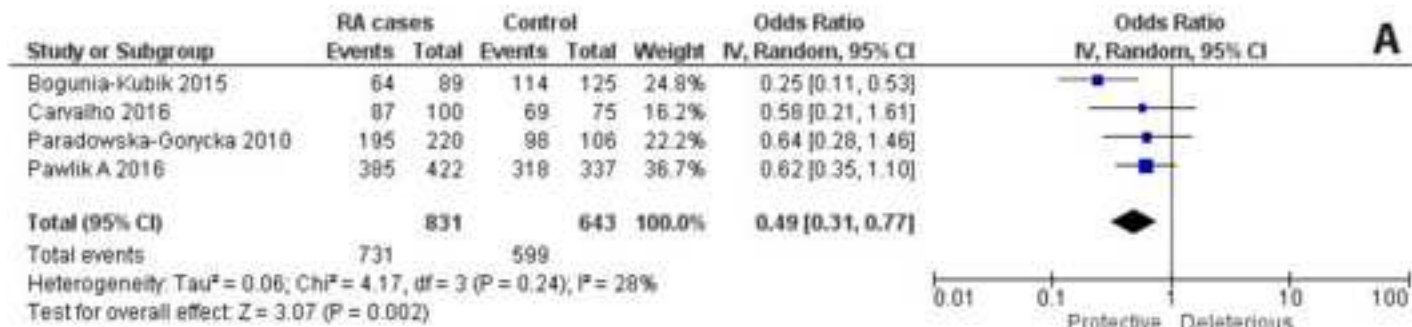 RA cases Control Odds Ratio Odds Ratio
Study or Subgroup Events Total Events Total Weight IV, Random, 95% CI IV, Random, 95% CI A
Bogunia-Kubik 2015 64 89 114 125 24.8% 0.25 [0.11, 0.53]
Carvalho 2016 87 100 69 75 16.2% 0.58 [0.21, 1.61]
Paradowska-Gorycka 2010 195 220 98 106 22.2% 0.64 [0.28, 1.46]
Pawlik A 2016 385 422 318 337 36.7% 0.62 [0.35, 1.10]
Total (95% CI) 831 643 100.0% 0.49 [0.31, 0.77]
Total events 731 599
Heterogeneity: Tau² = 0.06; Chi² = 4.17, df = 3 (P = 0.24); I² = 28%
Test for overall effect: Z = 3.07 (P = 0.002)
0.01 0.1 1 10 100
Protective Deleterious